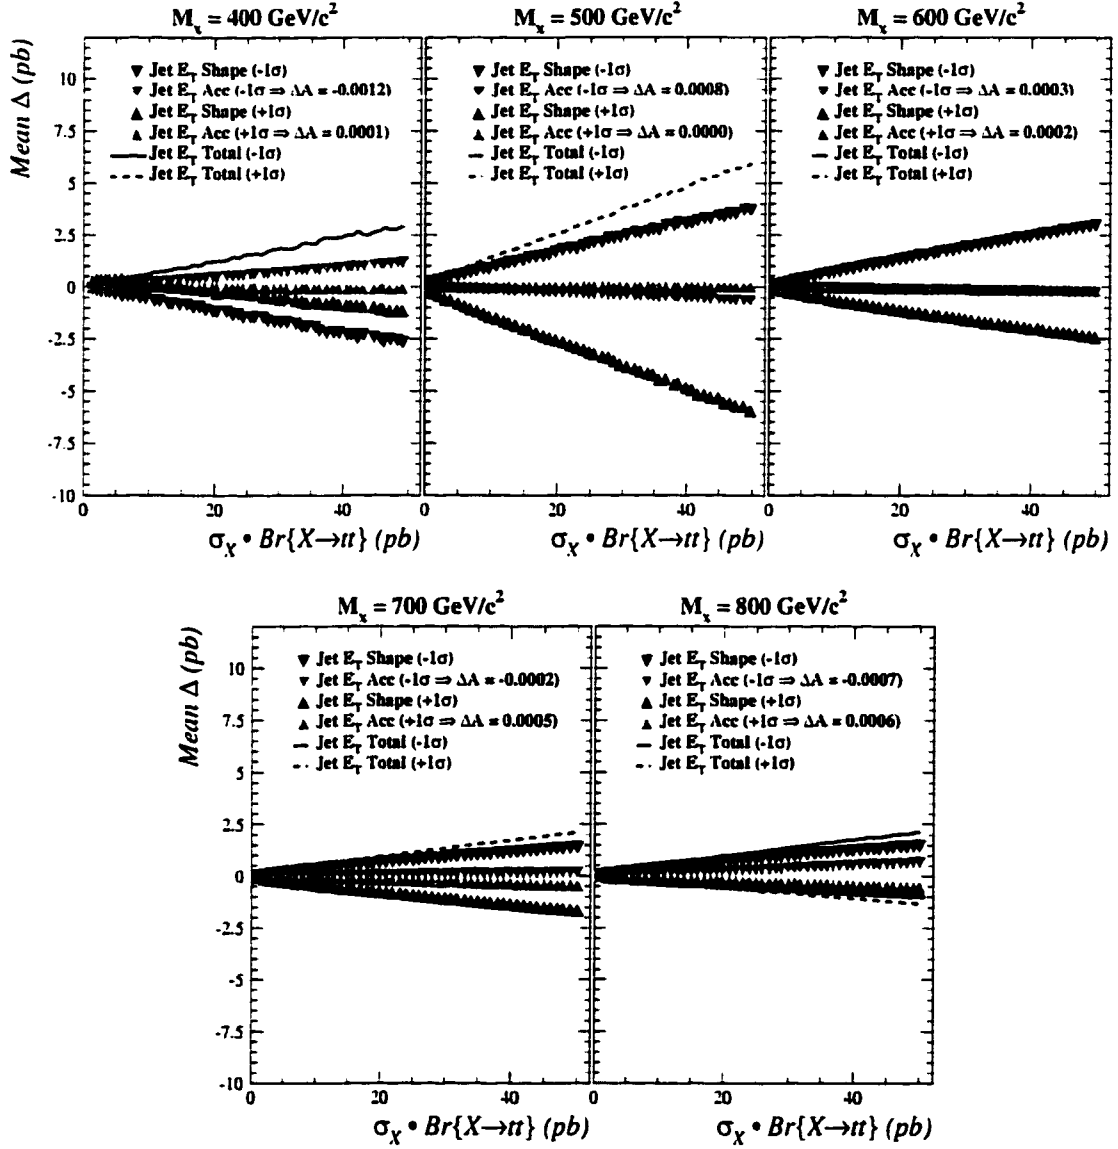 M_x = 400 GeV/c² M_x = 500 GeV/c² M_x = 600 GeV/c²
Mean Δ (pb)
10
7.5
5
2.5
0
-2.5
-5
-7.5
-10
▼ Jet E_T Shape (-1σ)
▼ Jet E_T Acc (-1σ ⇒ ΔA = -0.0012)
▲ Jet E_T Shape (+1σ)
▲ Jet E_T Acc (+1σ ⇒ ΔA = 0.0001)
Jet E_T Total (-1σ)
Jet E_T Total (+1σ)
▼ Jet E_T Shape (-1σ)
▼ Jet E_T Acc (-1σ ⇒ ΔA = 0.0008)
▲ Jet E_T Shape (+1σ)
▲ Jet E_T Acc (+1σ ⇒ ΔA = 0.0000)
Jet E_T Total (-1σ)
Jet E_T Total (+1σ)
▼ Jet E_T Shape (-1σ)
▼ Jet E_T Acc (-1σ ⇒ ΔA = 0.0003)
▲ Jet E_T Shape (+1σ)
▲ Jet E_T Acc (+1σ ⇒ ΔA = 0.0002)
Jet E_T Total (-1σ)
Jet E_T Total (+1σ)
0 20 40 0 20 40 0 20 40
σ_X • Br{X→tt} (pb) σ_X • Br{X→tt} (pb) σ_X • Br{X→tt} (pb)
M_x = 700 GeV/c² M_x = 800 GeV/c²
Mean Δ (pb)
10
7.5
5
2.5
0
-2.5
-5
-7.5
-10
▼ Jet E_T Shape (-1σ)
▼ Jet E_T Acc (-1σ ⇒ ΔA = -0.0002)
▲ Jet E_T Shape (+1σ)
▲ Jet E_T Acc (+1σ ⇒ ΔA = 0.0005)
Jet E_T Total (-1σ)
Jet E_T Total (+1σ)
▼ Jet E_T Shape (-1σ)
▼ Jet E_T Acc (-1σ ⇒ ΔA = -0.0007)
▲ Jet E_T Shape (+1σ)
▲ Jet E_T Acc (+1σ ⇒ ΔA = 0.0006)
Jet E_T Total (-1σ)
Jet E_T Total (+1σ)
0 20 40 0 20 40
σ_X • Br{X→tt} (pb) σ_X • Br{X→tt} (pb)